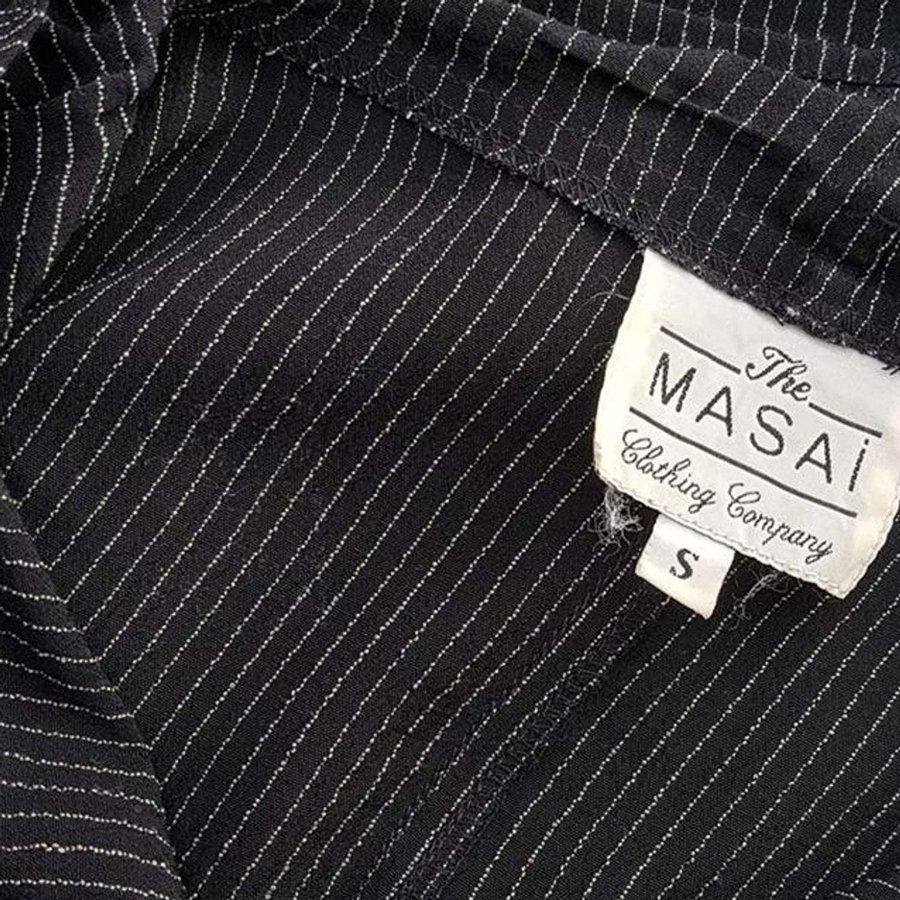 The
MASAi
Clothing Company
S